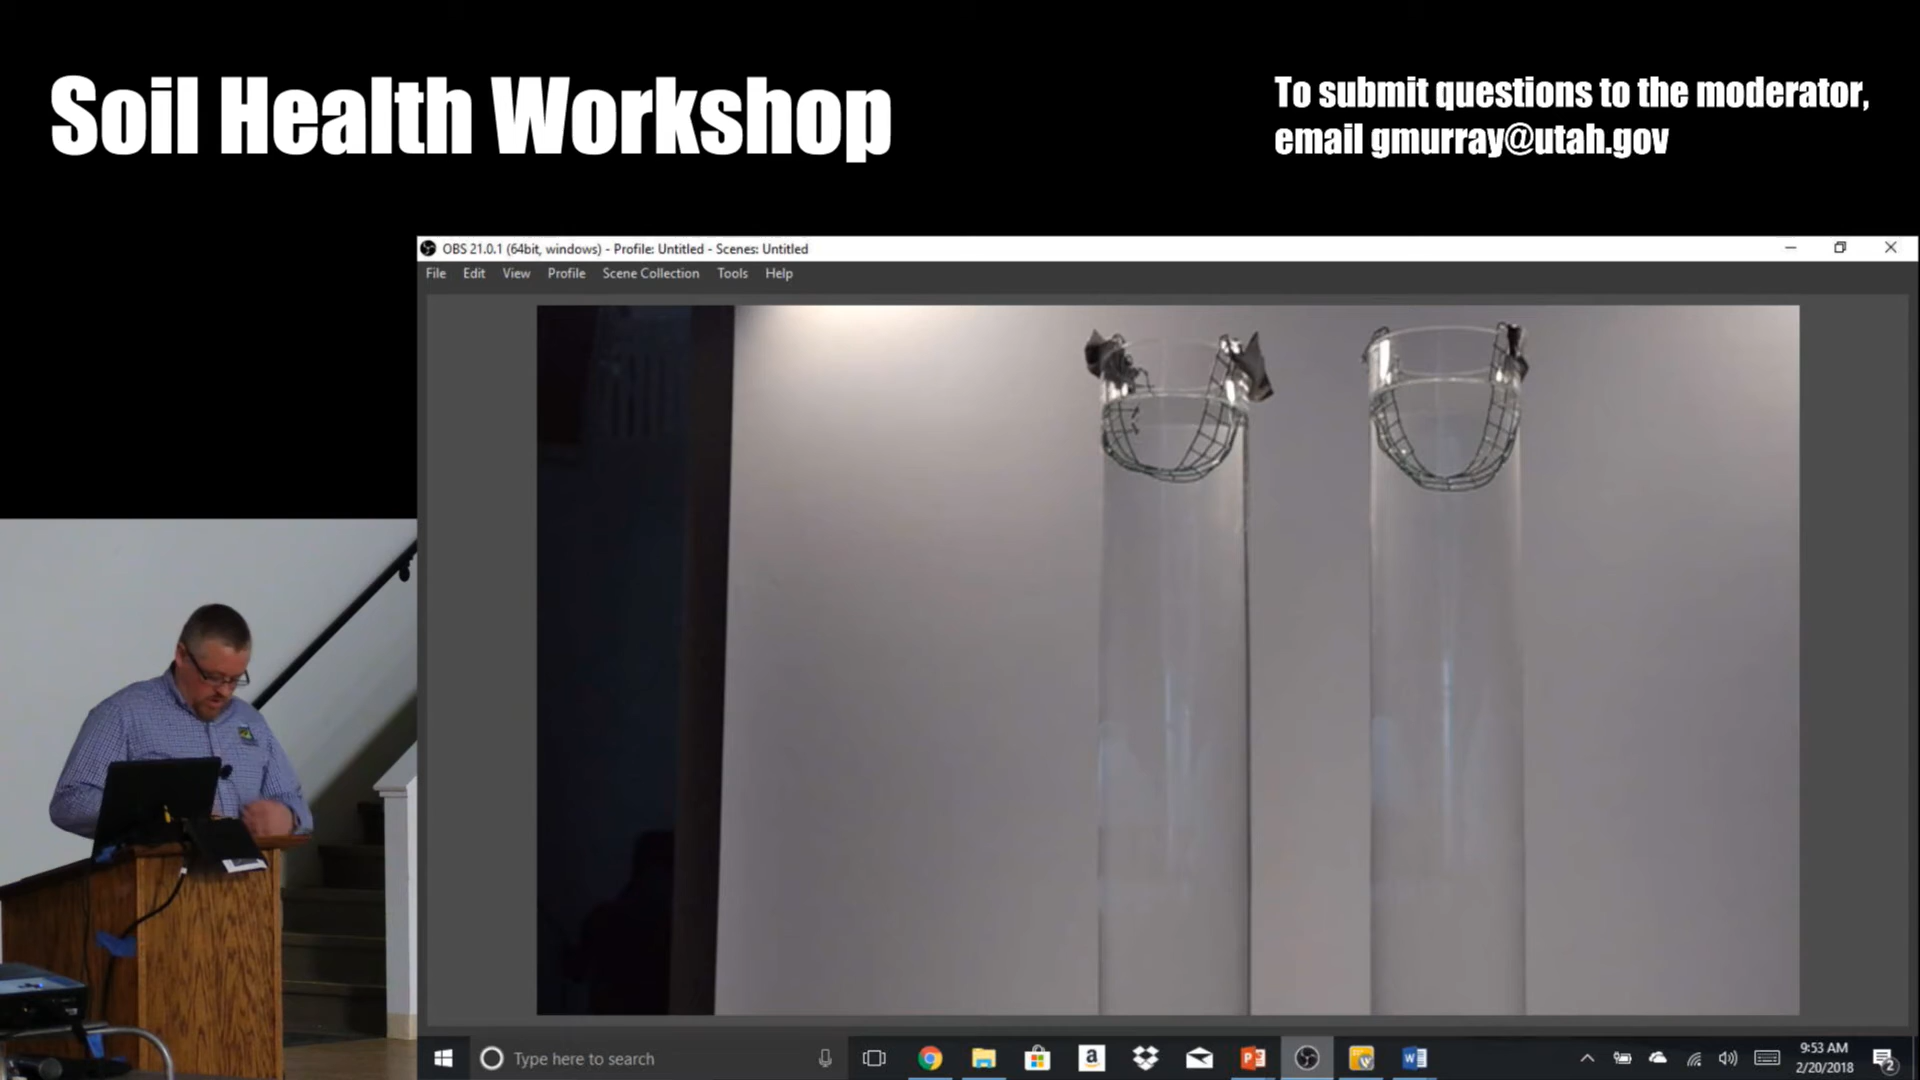 Soil Health Workshop
To submit questions to the moderator,
email gmurray@utah.gov
OBS 21.0.1 (64bit, windows) - Profile: Untitled - Scenes: Untitled
File Edit View Profile Scene Collection Tools Help
Type here to search
9:53 AM
2/20/2018
2